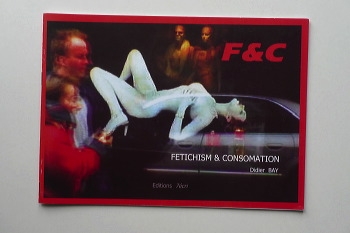 F&C
FETICHISM & CONSOMATION
Didier BAY
Editions